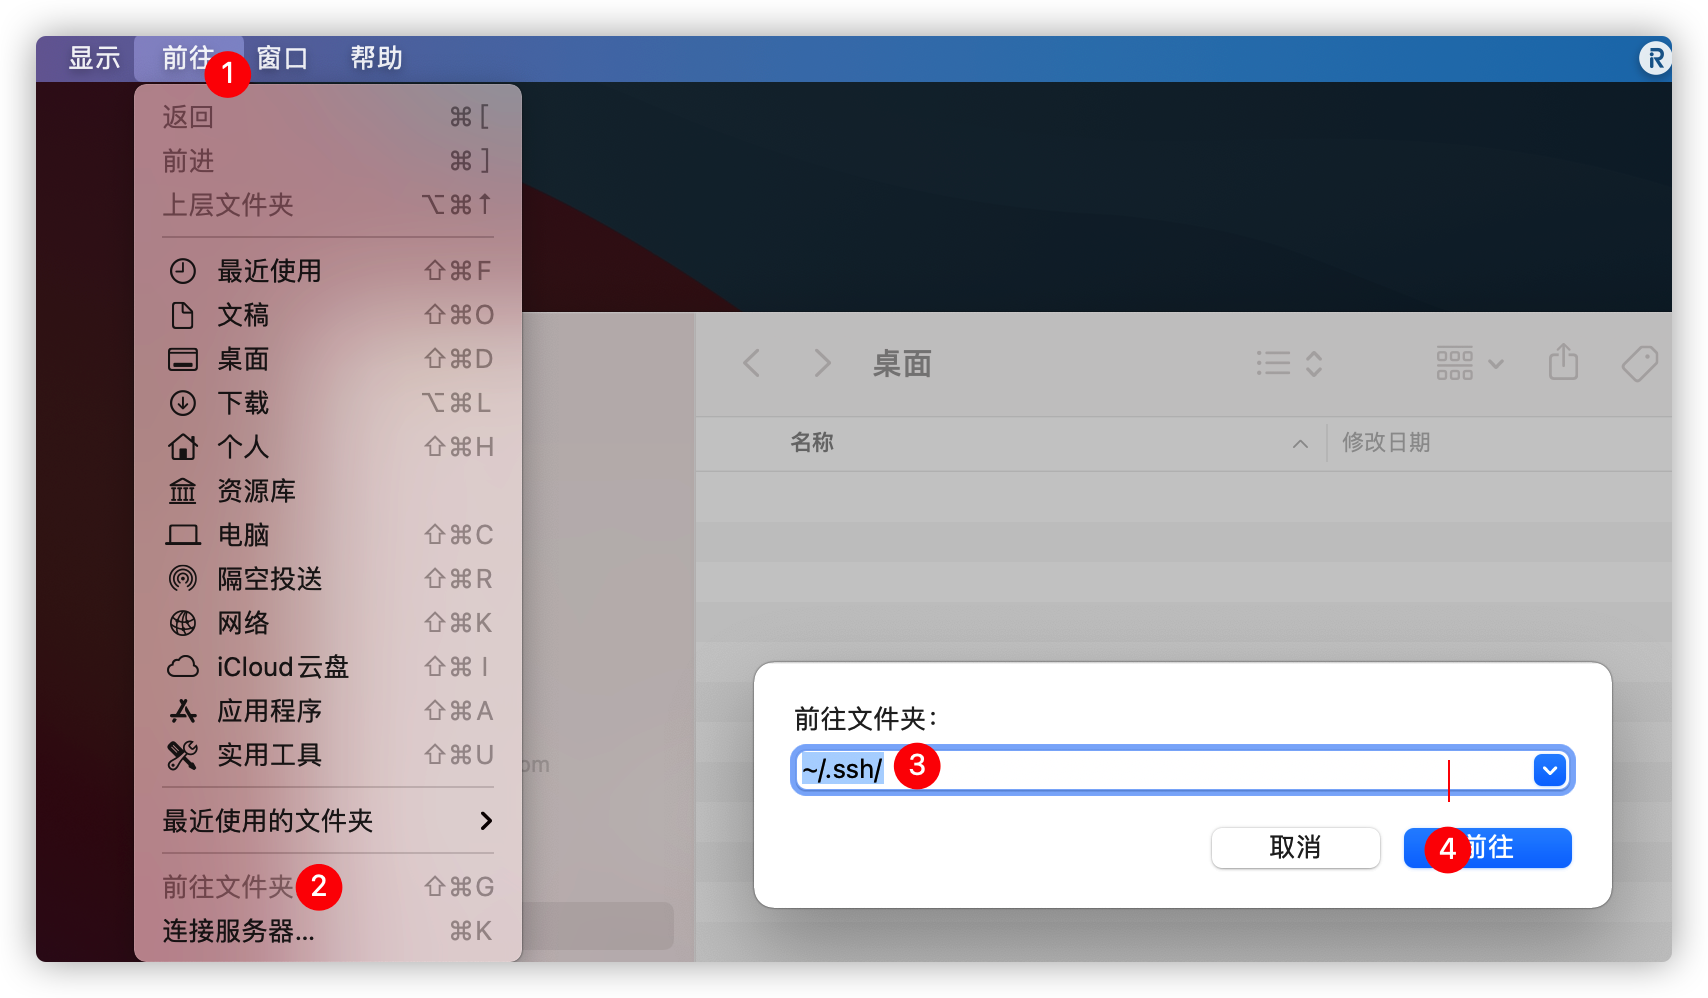 显示 前往 窗口 帮助
1
返回 ⌘ [
前进 ⌘ ]
上层文件夹 ⌥⌘↑
最近使用 ⇧⌘F
文稿 ⇧⌘O
桌面 ⇧⌘D
下载 ⌥⌘L
个人 ⇧⌘H
资源库
电脑 ⇧⌘C
隔空投送 ⇧⌘R
网络 ⇧⌘K
iCloud云盘 ⇧⌘I
应用程序 ⇧⌘A
实用工具 ⇧⌘U
最近使用的文件夹
前往文件夹 2 ⇧⌘G
连接服务器... ⌘K
om
桌面
名称 修改日期
前往文件夹：
~/.ssh/ 3
取消 4 前往
R